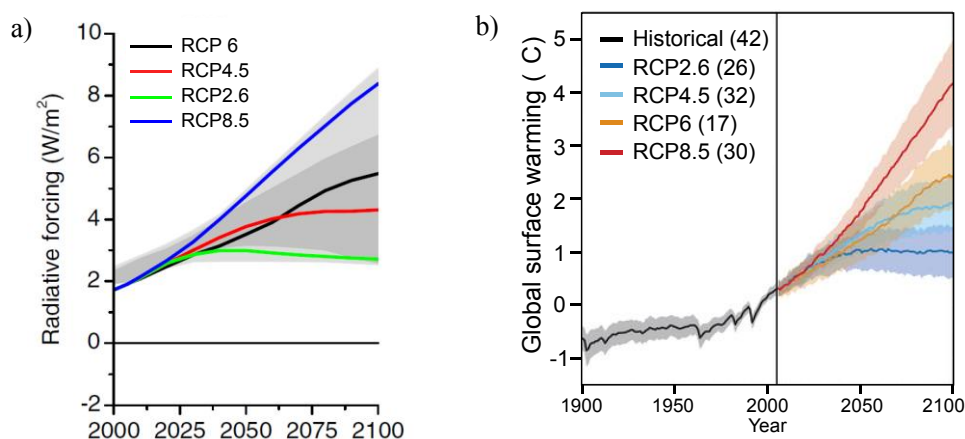 a)
Radiative forcing (W/m²)
10
8
6
4
2
0
-2
RCP 6
RCP4.5
RCP2.6
RCP8.5
2000 2025 2050 2075 2100
b)
Global surface warming ( C)
5
4
3
2
1
0
-1
Historical (42)
RCP2.6 (26)
RCP4.5 (32)
RCP6 (17)
RCP8.5 (30)
1900 1950 2000 2050 2100
Year